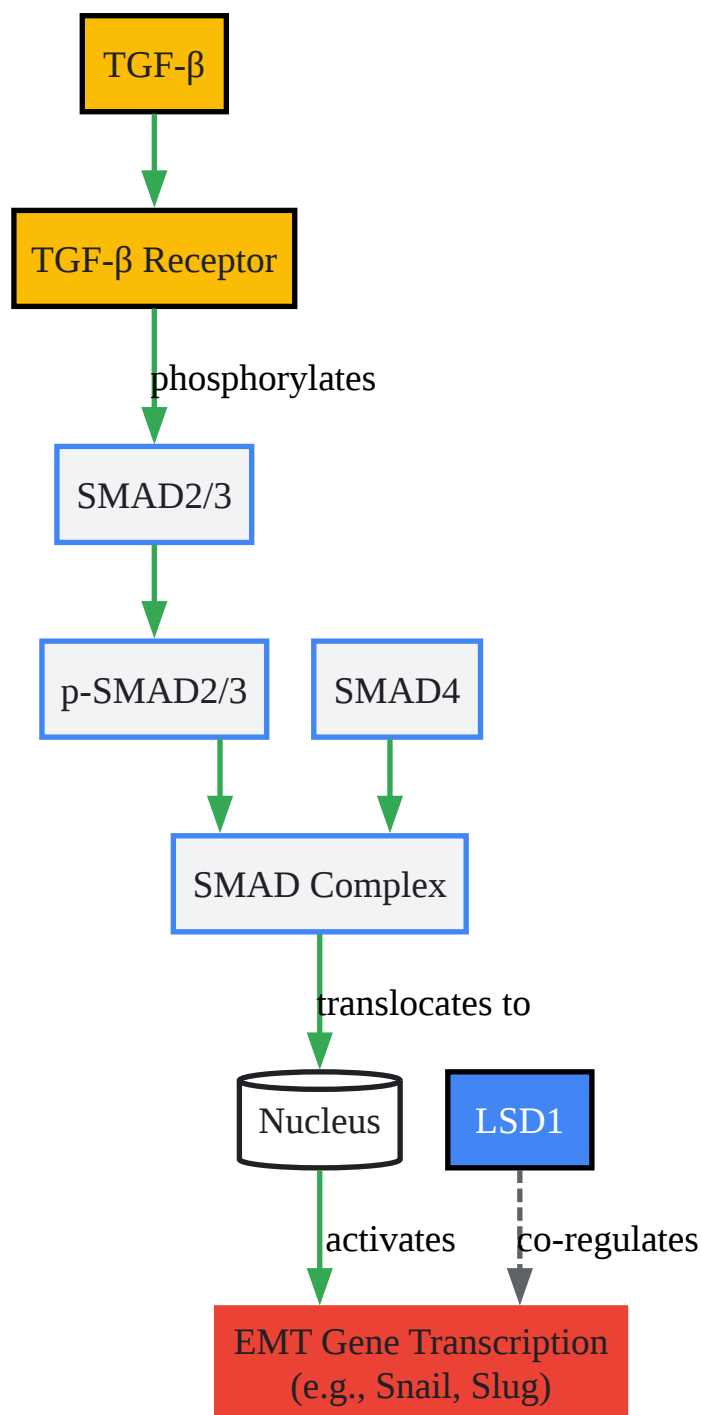 TGF-β
TGF-β Receptor
phosphorylates
SMAD2/3
p-SMAD2/3
SMAD4
SMAD Complex
translocates to
Nucleus
LSD1
activates
co-regulates
EMT Gene Transcription
(e.g., Snail, Slug)